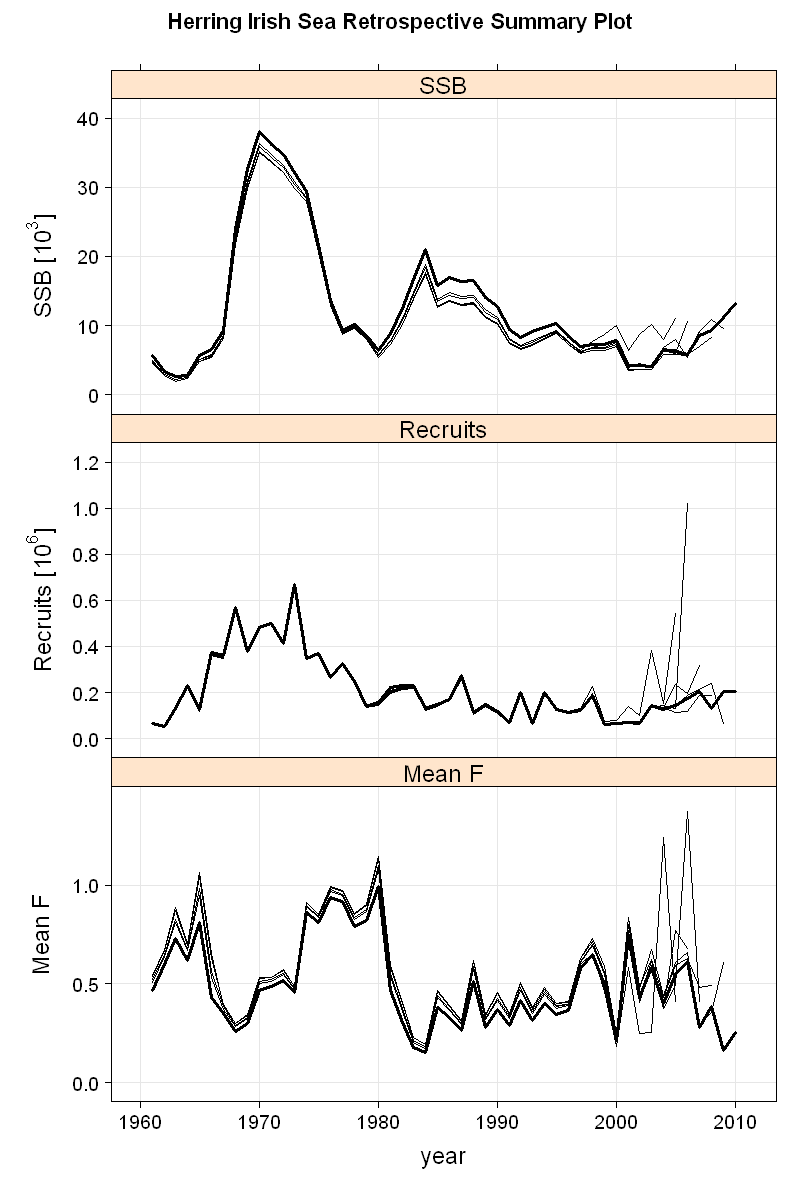 Herring Irish Sea Retrospective Summary Plot
SSB
40
30
20
10
0
SSB [10³]
Recruits
1.2
1.0
0.8
0.6
0.4
0.2
0.0
Recruits [10⁶]
Mean F
1.0
0.5
0.0
Mean F
1960 1970 1980 1990 2000 2010
year